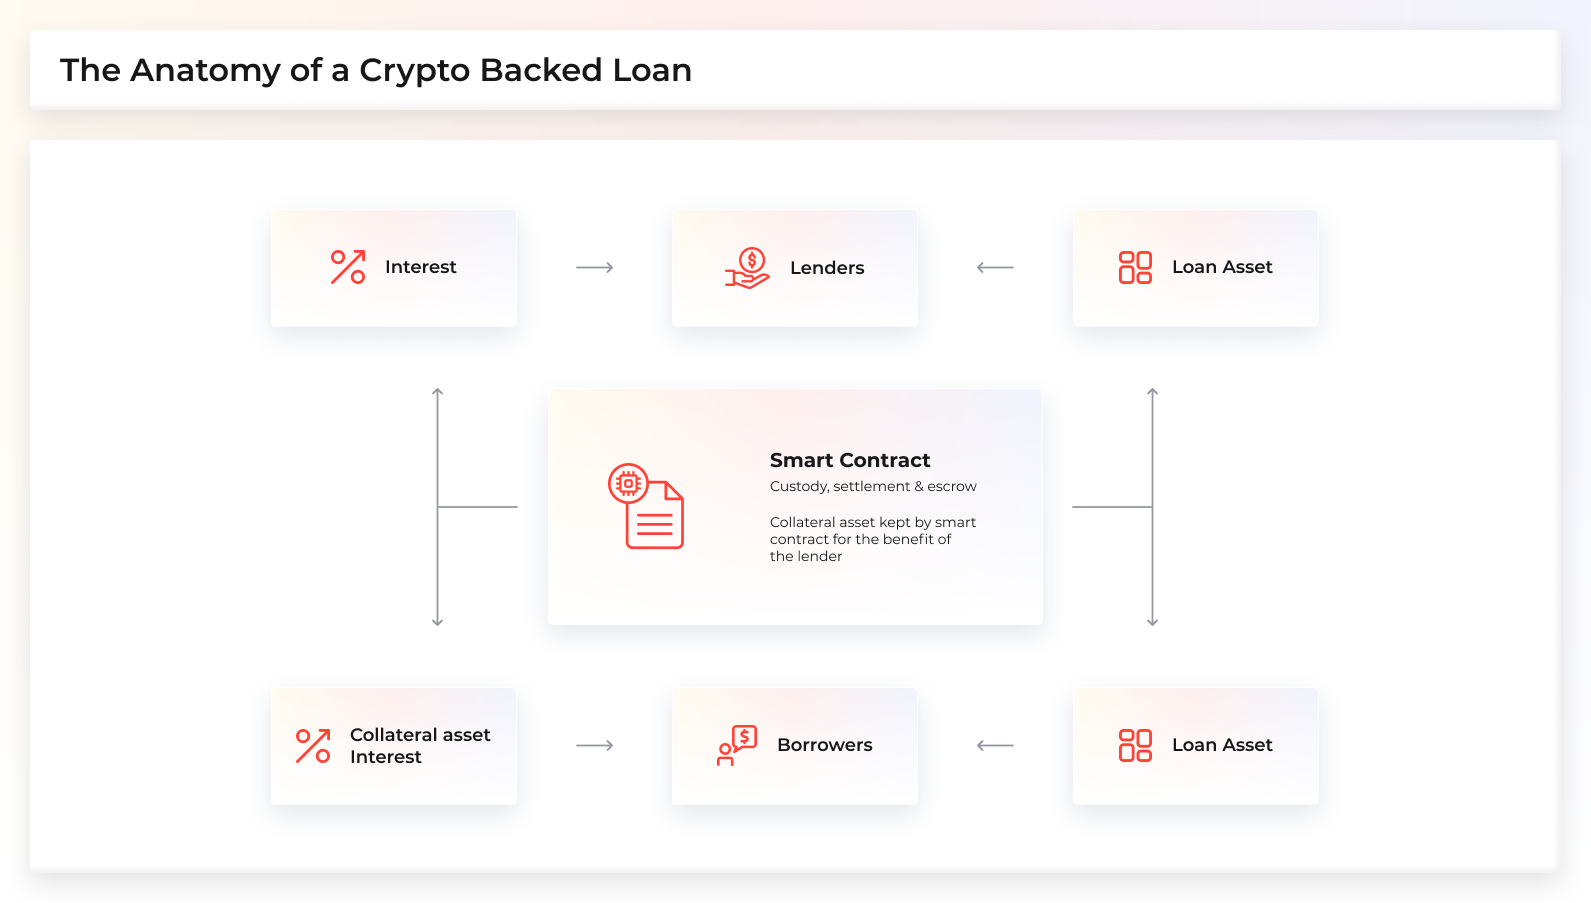 The Anatomy of a Crypto Backed Loan
Interest
Lenders
Loan Asset
Smart Contract
Custody, settlement & escrow
Collateral asset kept by smart
contract for the benefit of
the lender
Collateral asset
Interest
Borrowers
Loan Asset